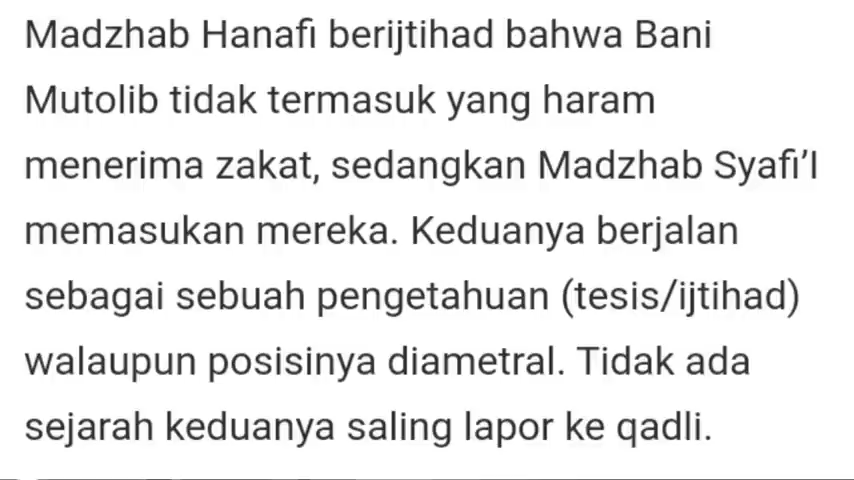 Madzhab Hanafi berijtihad bahwa Bani
Mutolib tidak termasuk yang haram
menerima zakat, sedangkan Madzhab Syafi’I
memasukan mereka. Keduanya berjalan
sebagai sebuah pengetahuan (tesis/ijtihad)
walaupun posisinya diametral. Tidak ada
sejarah keduanya saling lapor ke qadli.